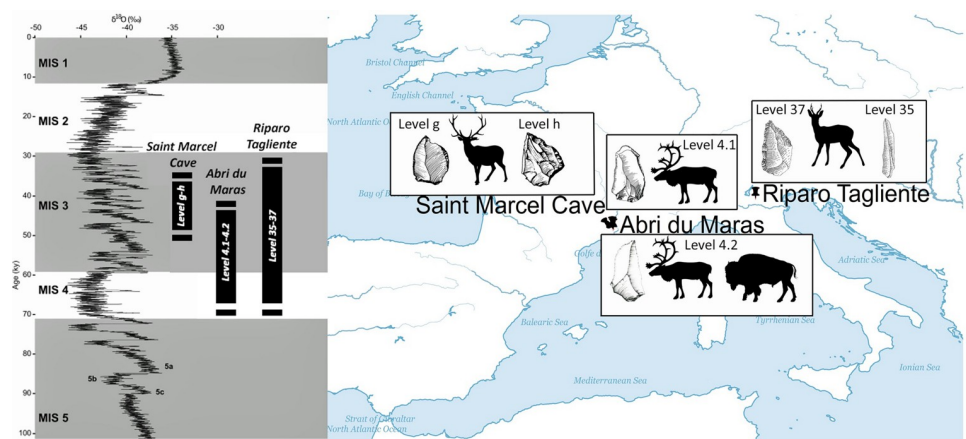 δ¹⁸O (‰)
-50 -45 -40 -35 -30 -25
Age (ky)
0
10
20
30
40
50
60
70
80
90
100
MIS 1
MIS 2
MIS 3
MIS 4
MIS 5
5a
5b
5c
Saint Marcel
Cave
Abri du
Maras
Riparo
Tagliente
Level g-h
Level 4.1-4.2
Level 35-37
Bristol Channel
English Channel
North Atlantic
Bay of
Level g
Level h
Saint Marcel Cave
Level 4.1
Abri du Maras
Level 37
Level 35
Riparo Tagliente
Level 4.2
Golfe
Adriatic Sea
Balearic Sea
Tyrrhenian Sea
Ionian Sea
Mediterranean Sea
Strait of Gibraltar
North Atlantic Ocean